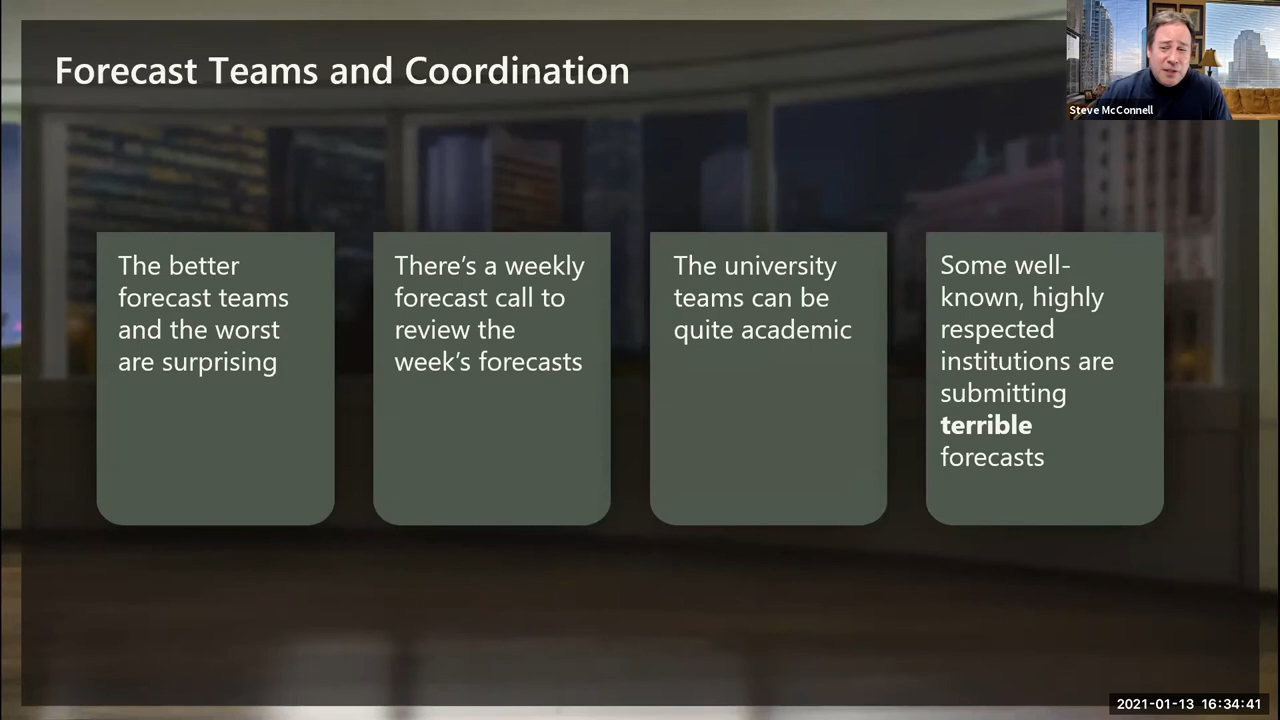 Forecast Teams and Coordination
Steve McConnell
The better
forecast teams
and the worst
are surprising
There’s a weekly
forecast call to
review the
week’s forecasts
The university
teams can be
quite academic
Some well-
known, highly
respected
institutions are
submitting
terrible
forecasts
2021-01-13 16:34:41